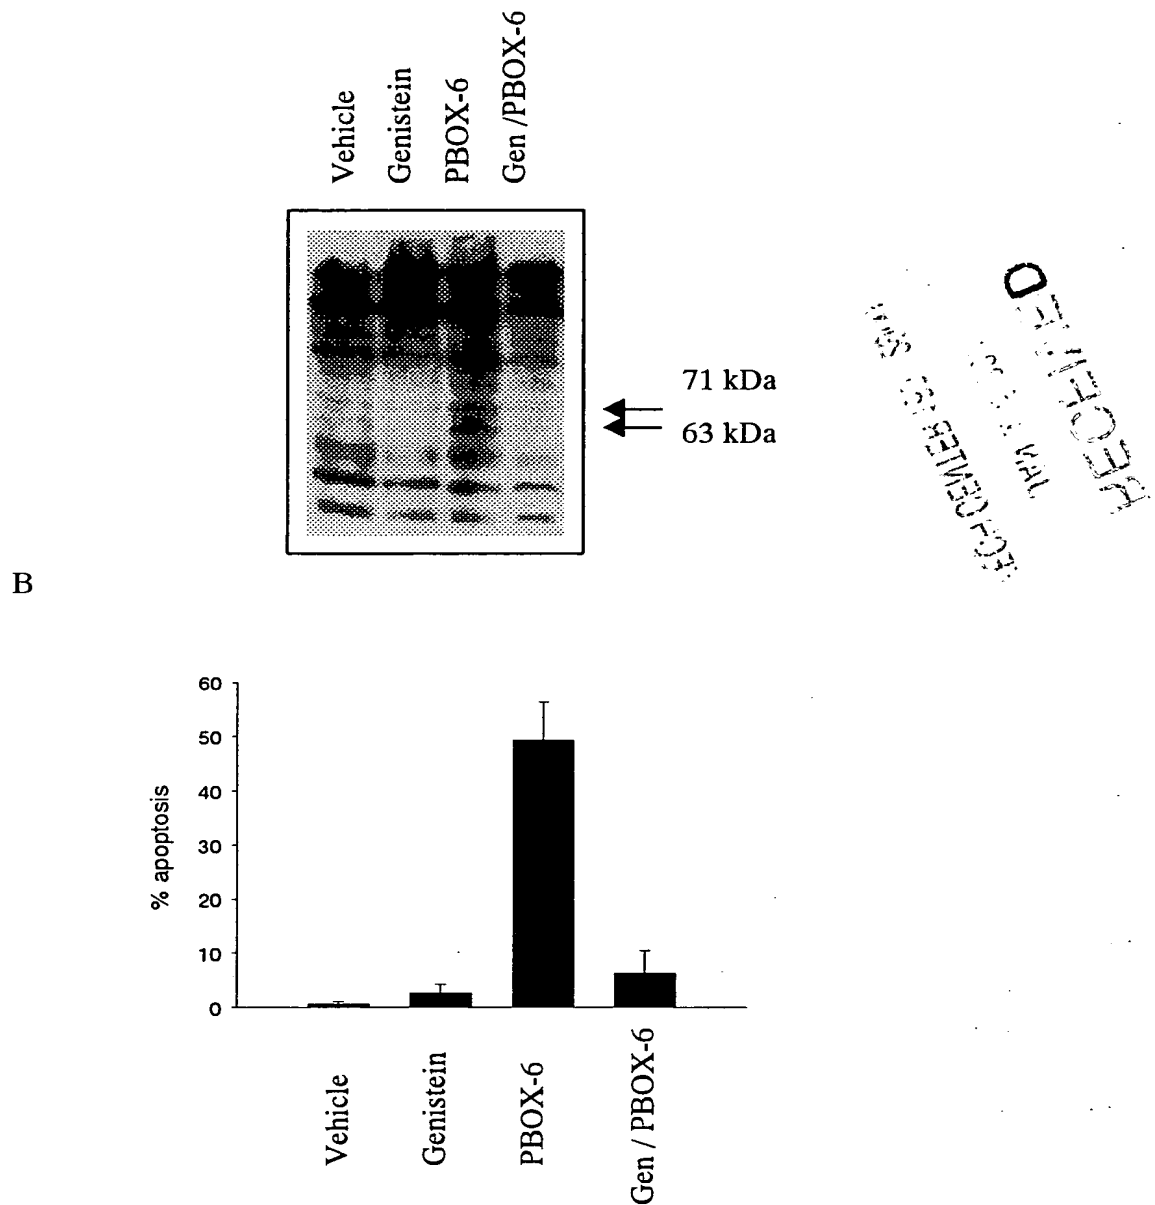 Vehicle
Genistein
PBOX-6
Gen /PBOX-6
71 kDa
63 kDa
B
60
50
40
30
20
10
0
% apoptosis
Vehicle
Genistein
PBOX-6
Gen / PBOX-6